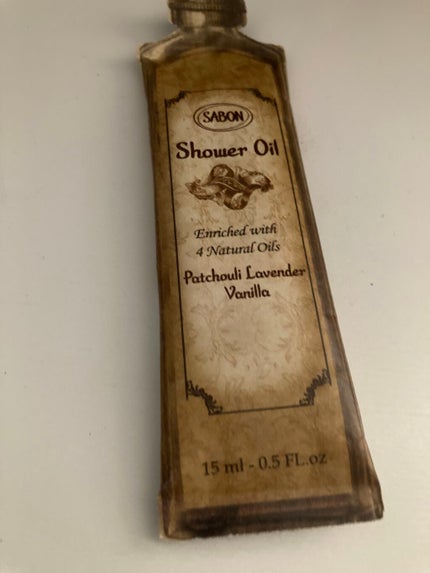 SABON
Shower Oil
Enriched with
4 Natural Oils
Patchouli Lavender
Vanilla
15 ml - 0.5 FL.oz